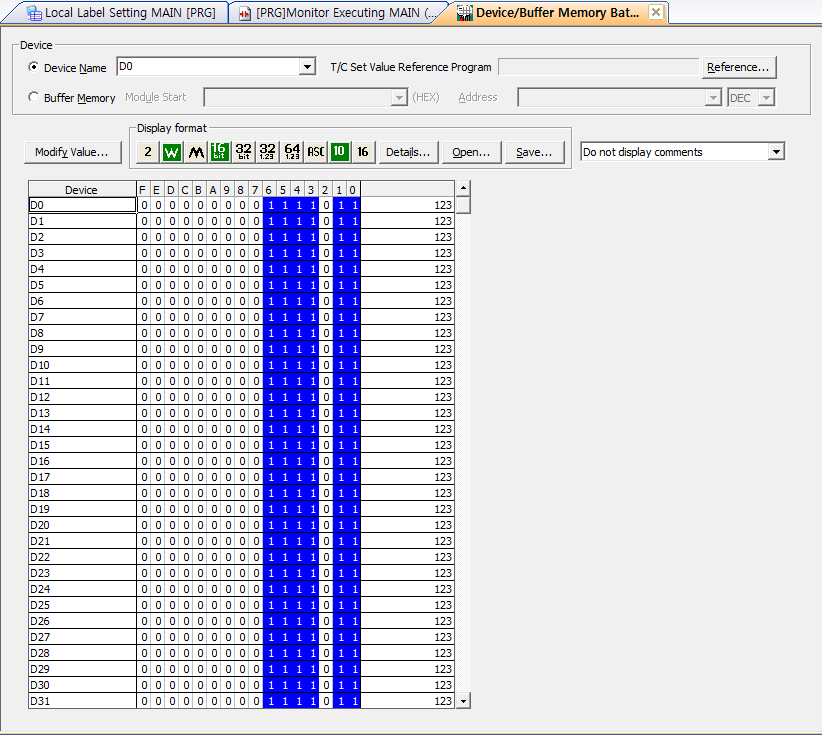 Local Label Setting MAIN [PRG] [PRG]Monitor Executing MAIN (... Device/Buffer Memory Bat...
Device
Device Name D0 T/C Set Value Reference Program Reference...
Buffer Memory Module Start (HEX) Address DEC
Display format
Modify Value... 2 W M 16 bit 32 bit 32 1.23 64 1.23 ASC 10 16 Details... Open... Save... Do not display comments
Device F E D C B A 9 8 7 6 5 4 3 2 1 0
D0 0 0 0 0 0 0 0 0 0 1 1 1 1 0 1 1 123
D1 0 0 0 0 0 0 0 0 0 1 1 1 1 0 1 1 123
D2 0 0 0 0 0 0 0 0 0 1 1 1 1 0 1 1 123
D3 0 0 0 0 0 0 0 0 0 1 1 1 1 0 1 1 123
D4 0 0 0 0 0 0 0 0 0 1 1 1 1 0 1 1 123
D5 0 0 0 0 0 0 0 0 0 1 1 1 1 0 1 1 123
D6 0 0 0 0 0 0 0 0 0 1 1 1 1 0 1 1 123
D7 0 0 0 0 0 0 0 0 0 1 1 1 1 0 1 1 123
D8 0 0 0 0 0 0 0 0 0 1 1 1 1 0 1 1 123
D9 0 0 0 0 0 0 0 0 0 1 1 1 1 0 1 1 123
D10 0 0 0 0 0 0 0 0 0 1 1 1 1 0 1 1 123
D11 0 0 0 0 0 0 0 0 0 1 1 1 1 0 1 1 123
D12 0 0 0 0 0 0 0 0 0 1 1 1 1 0 1 1 123
D13 0 0 0 0 0 0 0 0 0 1 1 1 1 0 1 1 123
D14 0 0 0 0 0 0 0 0 0 1 1 1 1 0 1 1 123
D15 0 0 0 0 0 0 0 0 0 1 1 1 1 0 1 1 123
D16 0 0 0 0 0 0 0 0 0 1 1 1 1 0 1 1 123
D17 0 0 0 0 0 0 0 0 0 1 1 1 1 0 1 1 123
D18 0 0 0 0 0 0 0 0 0 1 1 1 1 0 1 1 123
D19 0 0 0 0 0 0 0 0 0 1 1 1 1 0 1 1 123
D20 0 0 0 0 0 0 0 0 0 1 1 1 1 0 1 1 123
D21 0 0 0 0 0 0 0 0 0 1 1 1 1 0 1 1 123
D22 0 0 0 0 0 0 0 0 0 1 1 1 1 0 1 1 123
D23 0 0 0 0 0 0 0 0 0 1 1 1 1 0 1 1 123
D24 0 0 0 0 0 0 0 0 0 1 1 1 1 0 1 1 123
D25 0 0 0 0 0 0 0 0 0 1 1 1 1 0 1 1 123
D26 0 0 0 0 0 0 0 0 0 1 1 1 1 0 1 1 123
D27 0 0 0 0 0 0 0 0 0 1 1 1 1 0 1 1 123
D28 0 0 0 0 0 0 0 0 0 1 1 1 1 0 1 1 123
D29 0 0 0 0 0 0 0 0 0 1 1 1 1 0 1 1 123
D30 0 0 0 0 0 0 0 0 0 1 1 1 1 0 1 1 123
D31 0 0 0 0 0 0 0 0 0 1 1 1 1 0 1 1 123